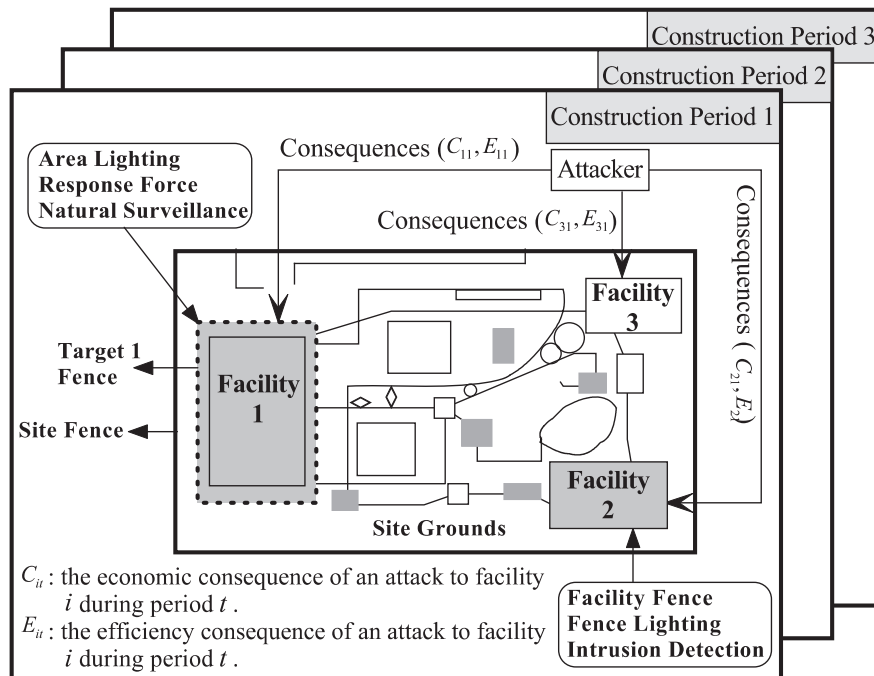 Construction Period 3
Construction Period 2
Construction Period 1
Area Lighting
Response Force
Natural Surveillance
Consequences (C₁₁, E₁₁)
Attacker
Consequences (C₃₁, E₃₁)
Consequences (C₂₁, E₂₁)
Facility
3
Target 1
Fence
Facility
1
Site Fence
Facility
2
Site Grounds
Cᵢₜ : the economic consequence of an attack to facility
i during period t .
Eᵢₜ : the efficiency consequence of an attack to facility
i during period t .
Facility Fence
Fence Lighting
Intrusion Detection